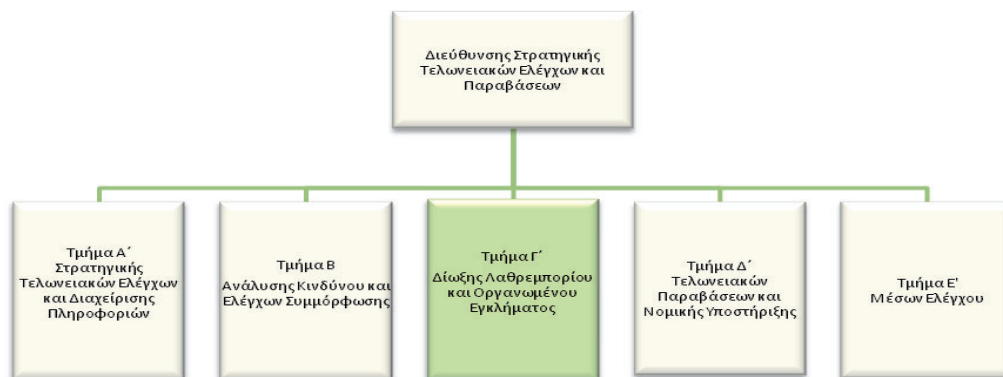 Διεύθυνσης Στρατηγικής
Τελωνειακών Ελέγχων και
Παραβάσεων
Τμήμα Α΄
Στρατηγικής
Τελωνειακών Ελέγχων
και Διαχείρισης
Πληροφοριών
Τμήμα Β
Ανάλυσης Κινδύνου και
Ελέγχων Συμμόρφωσης
Τμήμα Γ΄
Δίωξης Λαθρεμπορίου
και Οργανωμένου
Εγκλήματος
Τμήμα Δ΄
Τελωνειακών
Παραβάσεων και
Νομικής Υποστήριξης
Τμήμα Ε'
Μέσων Ελέγχου